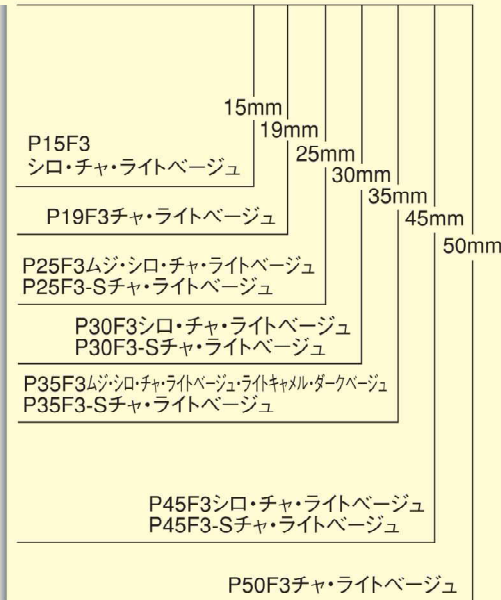 15mm
19mm
25mm
30mm
35mm
45mm
50mm
P15F3
シロ・チャ・ライトベージュ
P19F3チャ・ライトベージュ
P25F3ムジ・シロ・チャ・ライトベージュ
P25F3-Sチャ・ライトベージュ
P30F3シロ・チャ・ライトベージュ
P30F3-Sチャ・ライトベージュ
P35F3ムジ・シロ・チャ・ライトベージュ・ライトキャメル・ダークベージュ
P35F3-Sチャ・ライトベージュ
P45F3シロ・チャ・ライトベージュ
P45F3-Sチャ・ライトベージュ
P50F3チャ・ライトベージュ